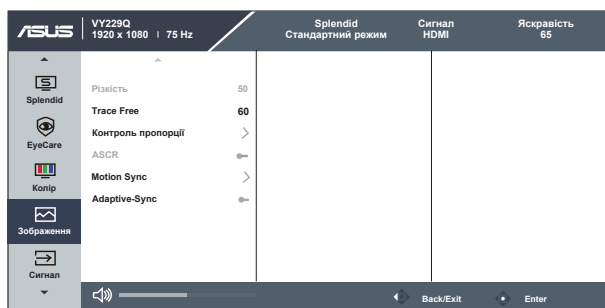 ASUS
VY229Q
1920 x 1080 | 75 Hz
Splendid
Стандартний режим
Сигнал
HDMI
Яскравість
65
Splendid
EyeCare
Колір
Зображення
Сигнал
Різкість 50
Trace Free 60
Контроль пропорції
ASCR
Motion Sync
Adaptive-Sync
Back/Exit
Enter